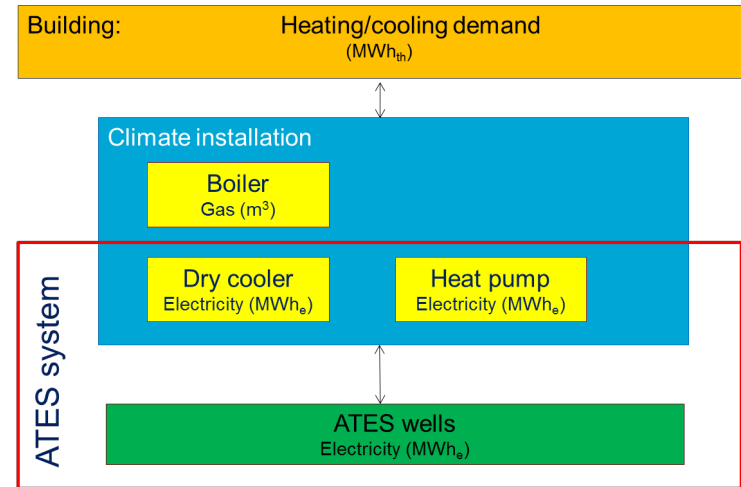 Building: Heating/cooling demand
(MWhth)
Climate installation
Boiler
Gas (m³)
Dry cooler
Electricity (MWhe)
Heat pump
Electricity (MWhe)
ATES system
ATES wells
Electricity (MWhe)